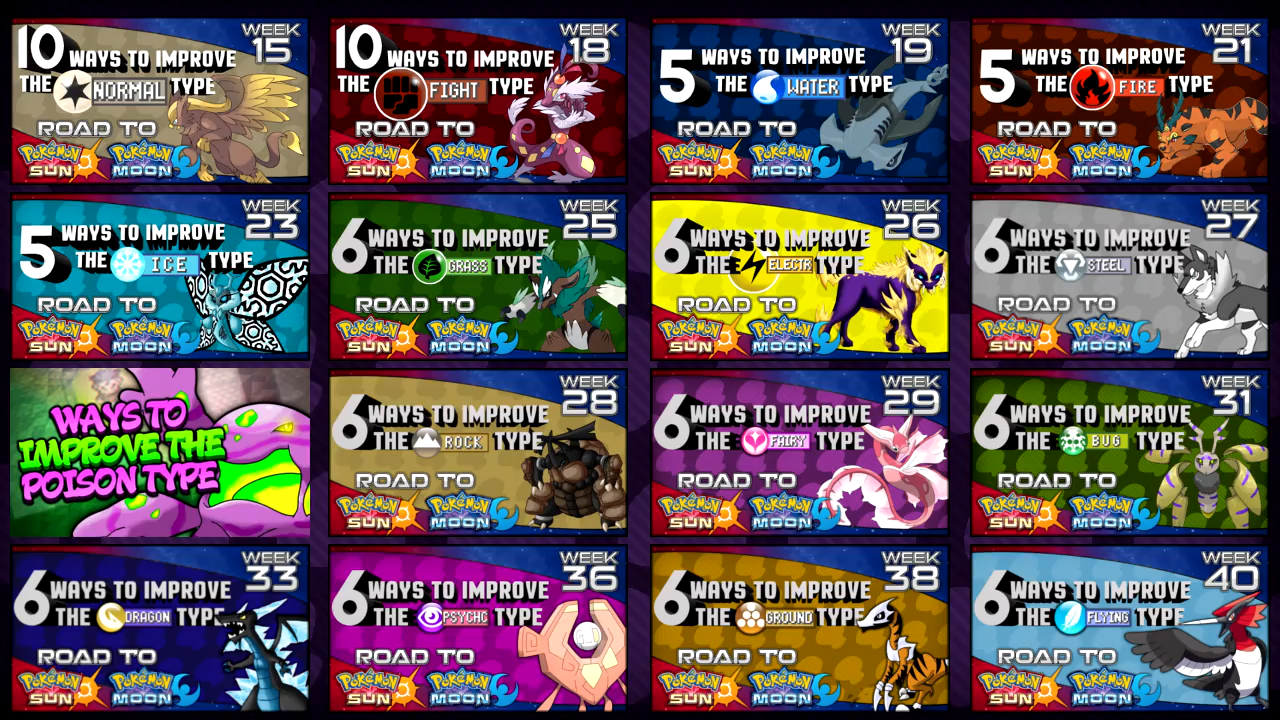 10 WAYS TO IMPROVE
THE NORMAL TYPE
WEEK
15
ROAD TO
POKéMON SUN POKéMON MOON
10 WAYS TO IMPROVE
THE FIGHT TYPE
WEEK
18
ROAD TO
POKéMON SUN POKéMON MOON
5 WAYS TO IMPROVE
THE WATER TYPE
WEEK
19
ROAD TO
POKéMON SUN POKéMON MOON
5 WAYS TO IMPROVE
THE FIRE TYPE
WEEK
21
ROAD TO
POKéMON SUN POKéMON MOON
5 WAYS TO IMPROVE
THE ICE TYPE
WEEK
23
ROAD TO
POKéMON SUN POKéMON MOON
6 WAYS TO IMPROVE
THE GRASS TYPE
WEEK
25
ROAD TO
POKéMON SUN POKéMON MOON
6 WAYS TO IMPROVE
THE ELECTR TYPE
WEEK
26
ROAD TO
POKéMON SUN POKéMON MOON
6 WAYS TO IMPROVE
THE STEEL TYPE
WEEK
27
ROAD TO
POKéMON SUN POKéMON MOON
WAYS TO
IMPROVE THE
POISON TYPE
6 WAYS TO IMPROVE
THE ROCK TYPE
WEEK
28
ROAD TO
POKéMON SUN POKéMON MOON
6 WAYS TO IMPROVE
THE FAIRY TYPE
WEEK
29
ROAD TO
POKéMON SUN POKéMON MOON
6 WAYS TO IMPROVE
THE BUG TYPE
WEEK
31
ROAD TO
POKéMON SUN POKéMON MOON
6 WAYS TO IMPROVE
THE DRAGON TYPE
WEEK
33
ROAD TO
POKéMON SUN POKéMON MOON
6 WAYS TO IMPROVE
THE PSYCHC TYPE
WEEK
36
ROAD TO
POKéMON SUN POKéMON MOON
6 WAYS TO IMPROVE
THE GROUND TYPE
WEEK
38
ROAD TO
POKéMON SUN POKéMON MOON
6 WAYS TO IMPROVE
THE FLYING TYPE
WEEK
40
ROAD TO
POKéMON SUN POKéMON MOON